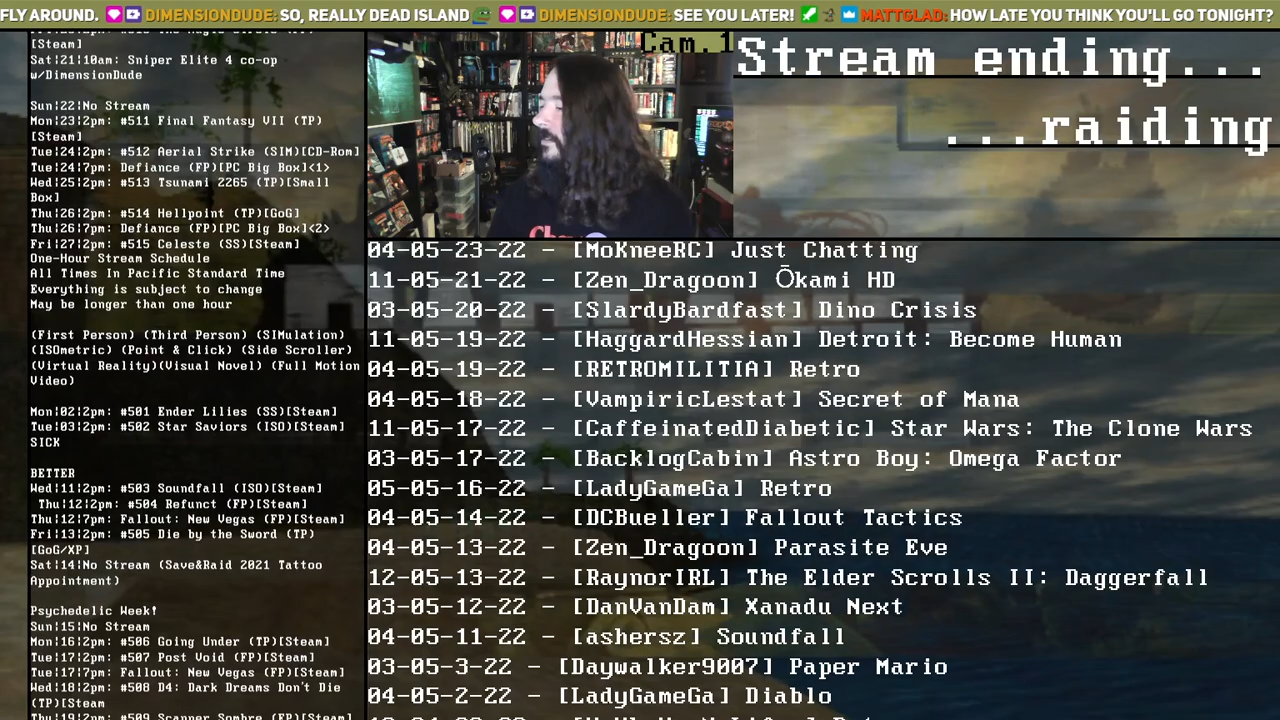 FLY AROUND. DIMENSIONDUDE: SO, REALLY DEAD ISLAND DIMENSIONDUDE: SEE YOU LATER! MATTGLAD: HOW LATE YOU THINK YOU'LL GO TONIGHT?
[Steam]
Sat|21|10am: Sniper Elite 4 co-op
w/DimensionDude
Sun|22|No Stream
Mon|23|2pm: #511 Final Fantasy VII (TP)
[Steam]
Tue|24|2pm: #512 Aerial Strike (SIM)[CD-Rom]
Tue|24|7pm: Defiance (FP)[PC Big Box]<1>
Wed|25|2pm: #513 Tsunami 2265 (TP)[Small
Box]
Thu|26|2pm: #514 Hellpoint (TP)[GoG]
Thu|26|7pm: Defiance (FP)[PC Big Box]<2>
Fri|27|2pm: #515 Celeste (SS)[Steam]
One-Hour Stream Schedule
All Times In Pacific Standard Time
Everything is subject to change
May be longer than one hour
(First Person) (Third Person) (SIMulation)
(ISOmetric) (Point & Click) (Side Scroller)
(Virtual Reality)(Visual Novel) (Full Motion
Video)
Mon|02|2pm: #501 Ender Lilies (SS)[Steam]
Tue|03|2pm: #502 Star Saviors (ISO)[Steam]
SICK
BETTER
Wed|11|2pm: #503 Soundfall (ISO)[Steam]
Thu|12|2pm: #504 Refunct (FP)[Steam]
Thu|12|7pm: Fallout: New Vegas (FP)[Steam]
Fri|13|2pm: #505 Die by the Sword (TP)
[GoG/XP]
Sat|14|No Stream (Save&Raid 2021 Tattoo
Appointment)
Psychedelic Week!
Sun|15|No Stream
Mon|16|2pm: #506 Going Under (TP)[Steam]
Tue|17|2pm: #507 Post Void (FP)[Steam]
Tue|17|7pm: Fallout: New Vegas (FP)[Steam]
Wed|18|2pm: #508 D4: Dark Dreams Don't Die
(TP)[Steam
Thu|19|2pm: #509 Scanner Sombre (FP)[Steam]
Cam.1
Stream ending...
...raiding
04-05-23-22 - [MoKneeRC] Just Chatting
11-05-21-22 - [Zen_Dragoon] Ōkami HD
03-05-20-22 - [SlardyBardfast] Dino Crisis
11-05-19-22 - [HaggardHessian] Detroit: Become Human
04-05-19-22 - [RETROMILITIA] Retro
04-05-18-22 - [VampiricLestat] Secret of Mana
11-05-17-22 - [CaffeinatedDiabetic] Star Wars: The Clone Wars
03-05-17-22 - [BacklogCabin] Astro Boy: Omega Factor
05-05-16-22 - [LadyGameGa] Retro
04-05-14-22 - [DCBueller] Fallout Tactics
04-05-13-22 - [Zen_Dragoon] Parasite Eve
12-05-13-22 - [RaynorIRL] The Elder Scrolls II: Daggerfall
03-05-12-22 - [DanVanDam] Xanadu Next
04-05-11-22 - [ashersz] Soundfall
03-05-3-22 - [Daywalker9007] Paper Mario
04-05-2-22 - [LadyGameGa] Diablo